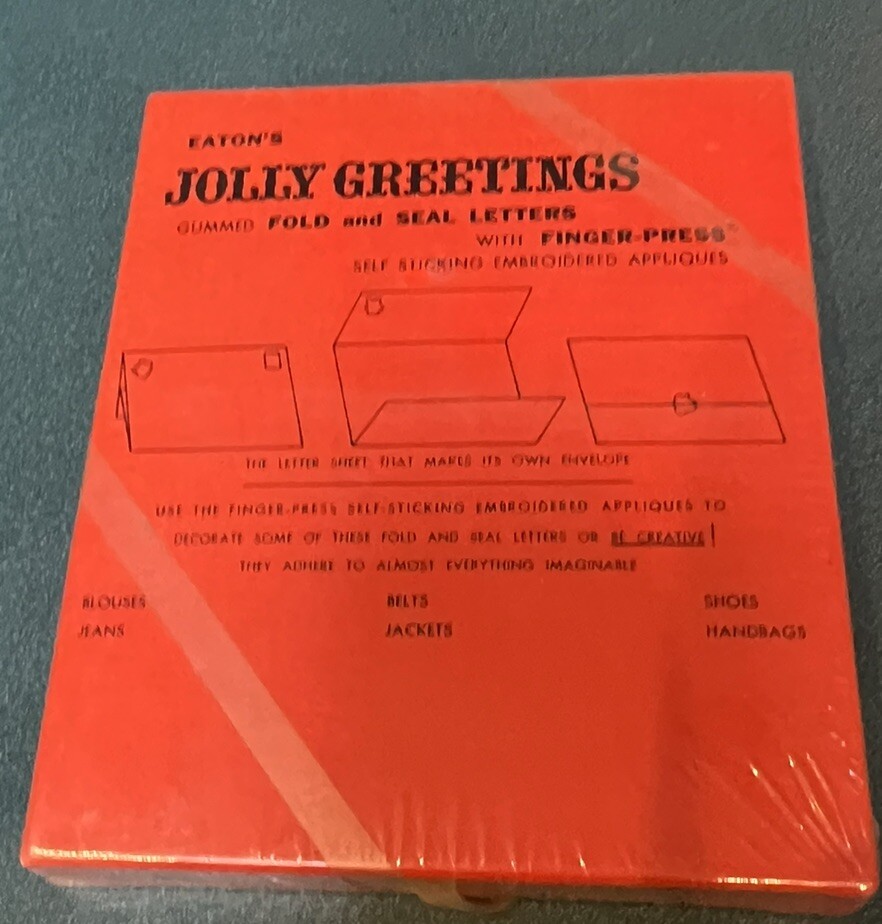 EATON'S
JOLLY GREETINGS
GUMMED FOLD and SEAL LETTERS
WITH FINGER-PRESS™
SELF STICKING EMBROIDERED APPLIQUES
THE LETTER SHEET THAT MAKES ITS OWN ENVELOPE
USE THE FINGER-PRESS SELF-STICKING EMBROIDERED APPLIQUES TO
DECORATE SOME OF THESE FOLD AND SEAL LETTERS OR BE CREATIVE!
THEY ADHERE TO ALMOST EVERYTHING IMAGINABLE
BLOUSES BELTS SHOES
JEANS JACKETS HANDBAGS